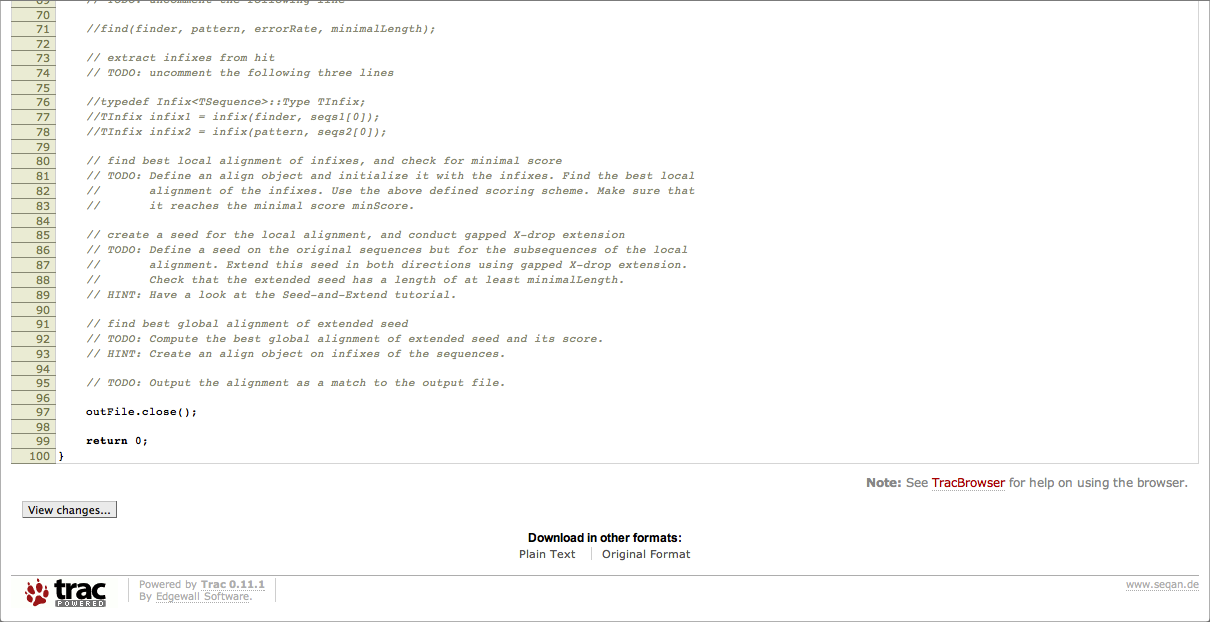 69 // TODO: uncomment the following line
70
71 //find(finder, pattern, errorRate, minimalLength);
72
73 // extract infixes from hit
74 // TODO: uncomment the following three lines
75
76 //typedef Infix<TSequence>::Type TInfix;
77 //TInfix infix1 = infix(finder, seqs1[0]);
78 //TInfix infix2 = infix(pattern, seqs2[0]);
79
80 // find best local alignment of infixes, and check for minimal score
81 // TODO: Define an align object and initialize it with the infixes. Find the best local
82 //       alignment of the infixes. Use the above defined scoring scheme. Make sure that
83 //       it reaches the minimal score minScore.
84
85 // create a seed for the local alignment, and conduct gapped X-drop extension
86 // TODO: Define a seed on the original sequences but for the subsequences of the local
87 //       alignment. Extend this seed in both directions using gapped X-drop extension.
88 //       Check that the extended seed has a length of at least minimalLength.
89 // HINT: Have a look at the Seed-and-Extend tutorial.
90
91 // find best global alignment of extended seed
92 // TODO: Compute the best global alignment of extended seed and its score.
93 // HINT: Create an align object on infixes of the sequences.
94
95 // TODO: Output the alignment as a match to the output file.
96
97 outFile.close();
98
99 return 0;
100 }
Note: See TracBrowser for help on using the browser.
View changes...
Download in other formats:
Plain Text
Original Format
trac
POWERED
Powered by Trac 0.11.1
By Edgewall Software.
www.seqan.de